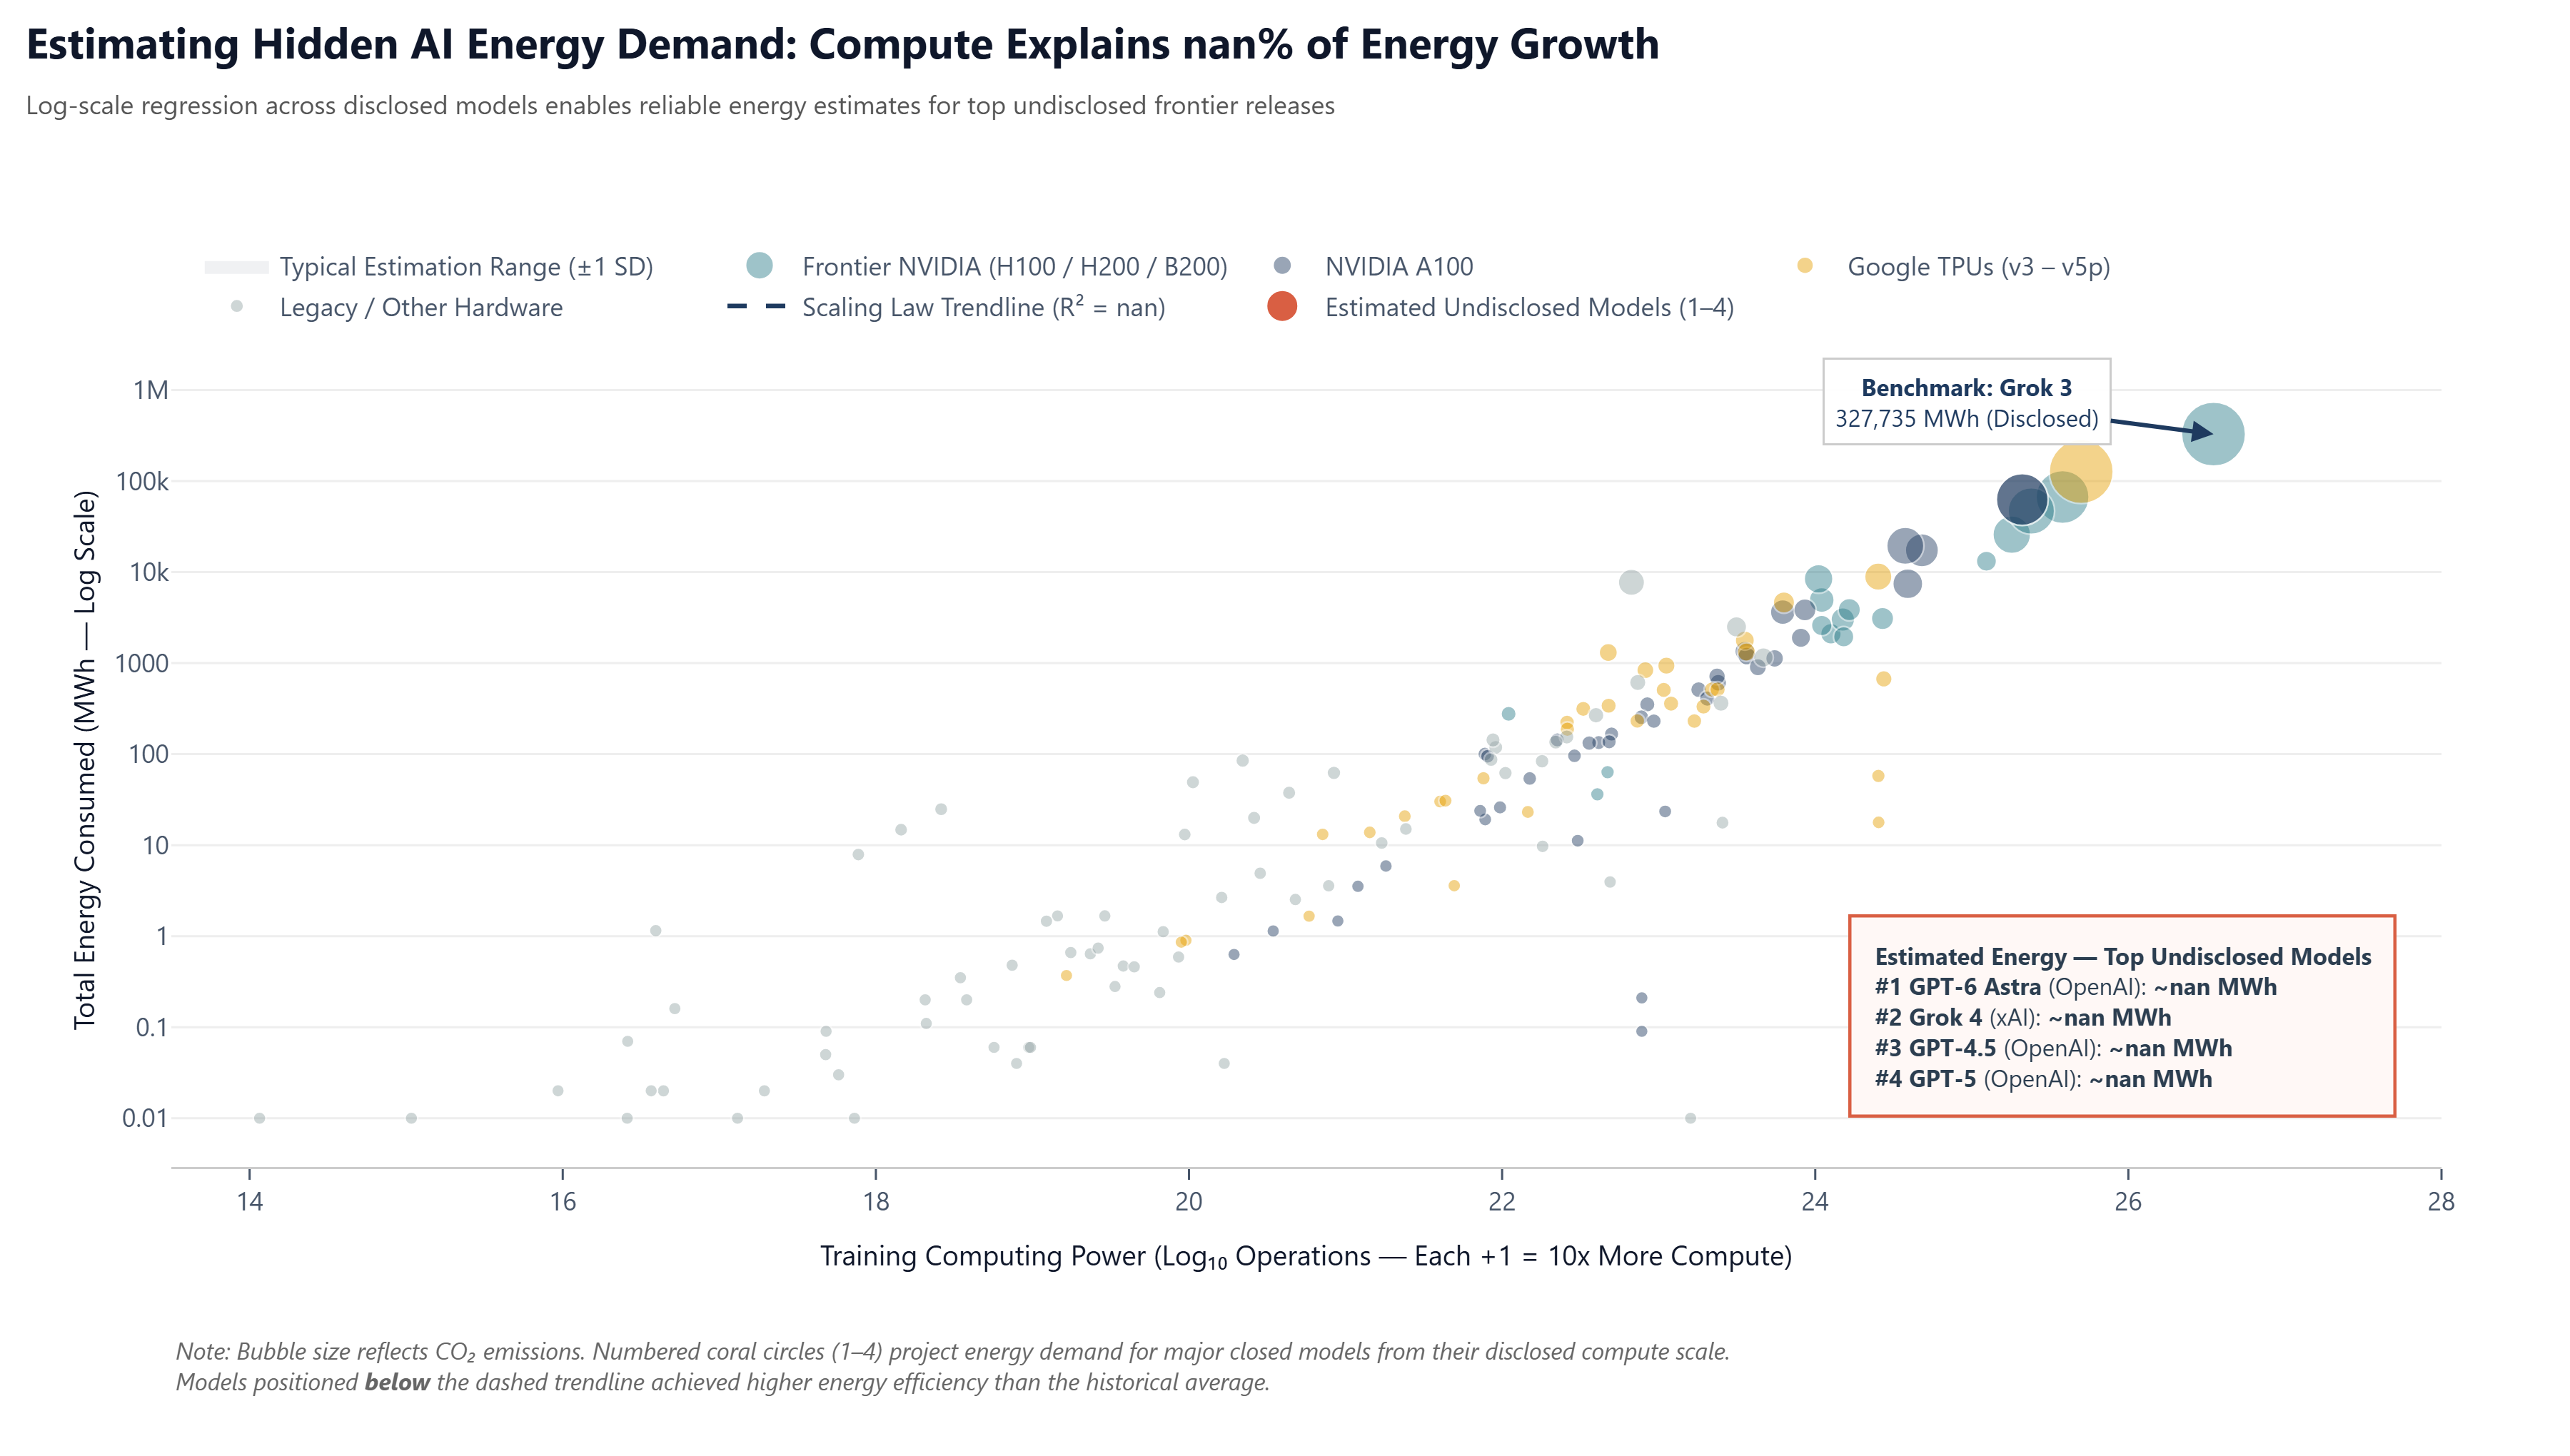 Estimating Hidden AI Energy Demand: Compute Explains nan% of Energy Growth
Log-scale regression across disclosed models enables reliable energy estimates for top undisclosed frontier releases
Typical Estimation Range (±1 SD)
Frontier NVIDIA (H100 / H200 / B200)
NVIDIA A100
Google TPUs (v3 – v5p)
Legacy / Other Hardware
Scaling Law Trendline (R² = nan)
Estimated Undisclosed Models (1–4)
Benchmark: Grok 3
327,735 MWh (Disclosed)
Total Energy Consumed (MWh — Log Scale)
1M
100k
10k
1000
100
10
1
0.1
0.01
Estimated Energy — Top Undisclosed Models
#1 GPT-6 Astra (OpenAI): ~nan MWh
#2 Grok 4 (xAI): ~nan MWh
#3 GPT-4.5 (OpenAI): ~nan MWh
#4 GPT-5 (OpenAI): ~nan MWh
14 16 18 20 22 24 26 28
Training Computing Power (Log₁₀ Operations — Each +1 = 10x More Compute)
Note: Bubble size reflects CO₂ emissions. Numbered coral circles (1–4) project energy demand for major closed models from their disclosed compute scale.
Models positioned below the dashed trendline achieved higher energy efficiency than the historical average.